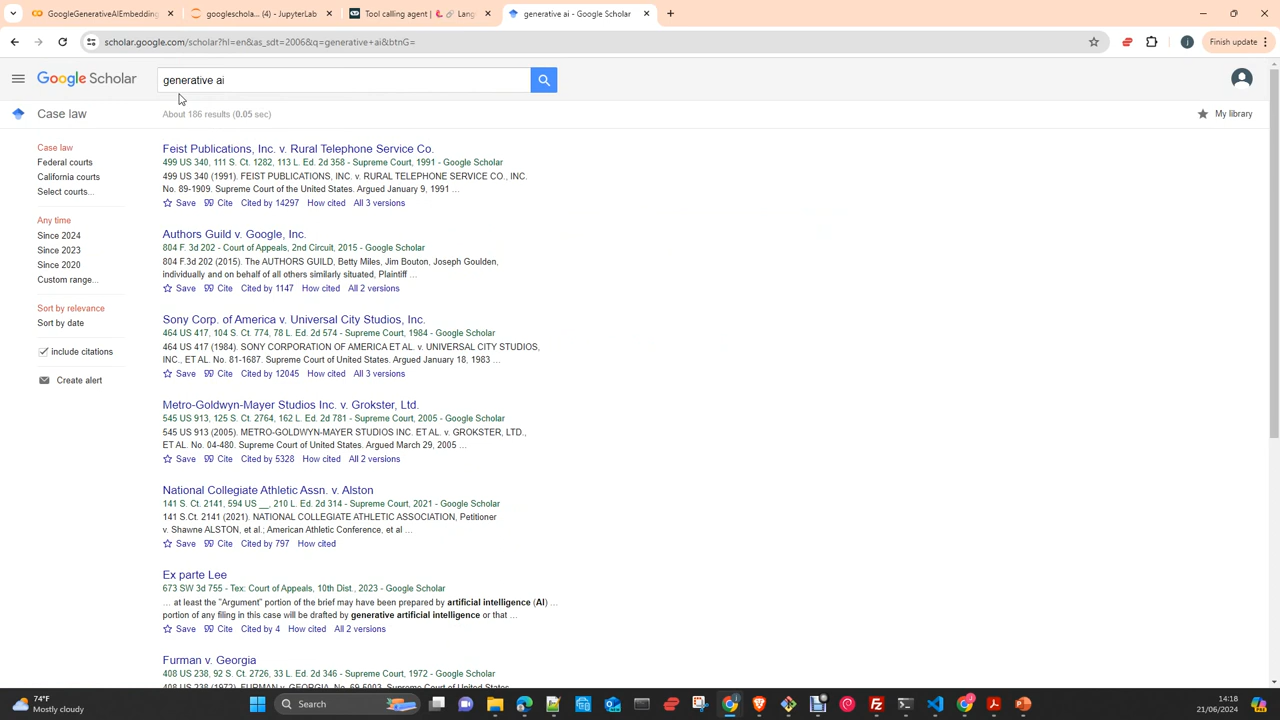 GoogleGenerativeAIEmbedding
googleschola... (4) - JupyterLab
Tool calling agent | 🦜️🔗 Lang
generative ai - Google Scholar
scholar.google.com/scholar?hl=en&as_sdt=2006&q=generative+ai&btnG=
Finish update
Google Scholar
generative ai
Case law
About 186 results (0.05 sec)
My library
Case law
Federal courts
California courts
Select courts...
Any time
Since 2024
Since 2023
Since 2020
Custom range...
Sort by relevance
Sort by date
include citations
Create alert
Feist Publications, Inc. v. Rural Telephone Service Co.
499 US 340, 111 S. Ct. 1282, 113 L. Ed. 2d 358 - Supreme Court, 1991 - Google Scholar
499 US 340 (1991). FEIST PUBLICATIONS, INC. v. RURAL TELEPHONE SERVICE CO., INC.
No. 89-1909. Supreme Court of the United States. Argued January 9, 1991 ...
Save Cite Cited by 14297 How cited All 3 versions
Authors Guild v. Google, Inc.
804 F. 3d 202 - Court of Appeals, 2nd Circuit, 2015 - Google Scholar
804 F.3d 202 (2015). The AUTHORS GUILD, Betty Miles, Jim Bouton, Joseph Goulden,
individually and on behalf of all others similarly situated, Plaintiff ...
Save Cite Cited by 1147 How cited All 2 versions
Sony Corp. of America v. Universal City Studios, Inc.
464 US 417, 104 S. Ct. 774, 78 L. Ed. 2d 574 - Supreme Court, 1984 - Google Scholar
464 US 417 (1984). SONY CORPORATION OF AMERICA ET AL. v. UNIVERSAL CITY STUDIOS,
INC., ET AL. No. 81-1687. Supreme Court of United States. Argued January 18, 1983 ...
Save Cite Cited by 12045 How cited All 3 versions
Metro-Goldwyn-Mayer Studios Inc. v. Grokster, Ltd.
545 US 913, 125 S. Ct. 2764, 162 L. Ed. 2d 781 - Supreme Court, 2005 - Google Scholar
545 US 913 (2005). METRO-GOLDWYN-MAYER STUDIOS INC. ET AL. v. GROKSTER, LTD.,
ET AL. No. 04-480. Supreme Court of United States. Argued March 29, 2005 ...
Save Cite Cited by 5328 How cited All 2 versions
National Collegiate Athletic Assn. v. Alston
141 S. Ct. 2141, 594 US __, 210 L. Ed. 2d 314 - Supreme Court, 2021 - Google Scholar
141 S.Ct. 2141 (2021). NATIONAL COLLEGIATE ATHLETIC ASSOCIATION, Petitioner
v. Shawne ALSTON, et al.; American Athletic Conference, et al ...
Save Cite Cited by 797 How cited
Ex parte Lee
673 SW 3d 755 - Tex: Court of Appeals, 10th Dist., 2023 - Google Scholar
... at least the "Argument" portion of the brief may have been prepared by artificial intelligence (AI) ...
portion of any filing in this case will be drafted by generative artificial intelligence or that ...
Save Cite Cited by 4 How cited All 2 versions
Furman v. Georgia
408 US 238, 92 S. Ct. 2726, 33 L. Ed. 2d 346 - Supreme Court, 1972 - Google Scholar
408 US 238 (1972). FURMAN v. GEORGIA. No. 69-5003. Supreme Court of United States.
74°F
Mostly cloudy
Search
14:18
21/06/2024